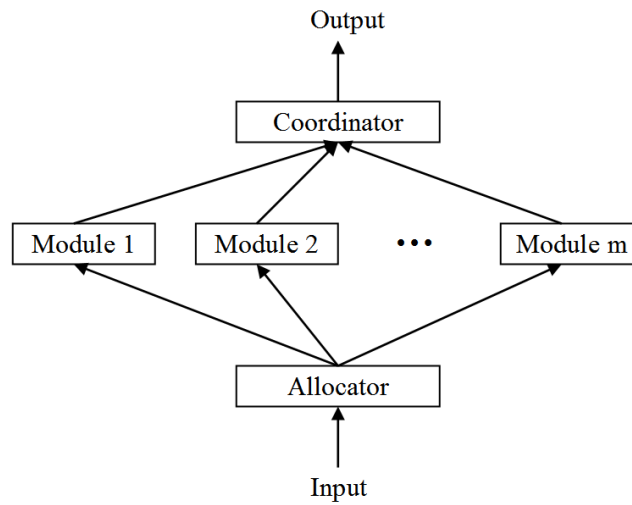 Output
Coordinator
Module 1 Module 2 ••• Module m
Allocator
Input